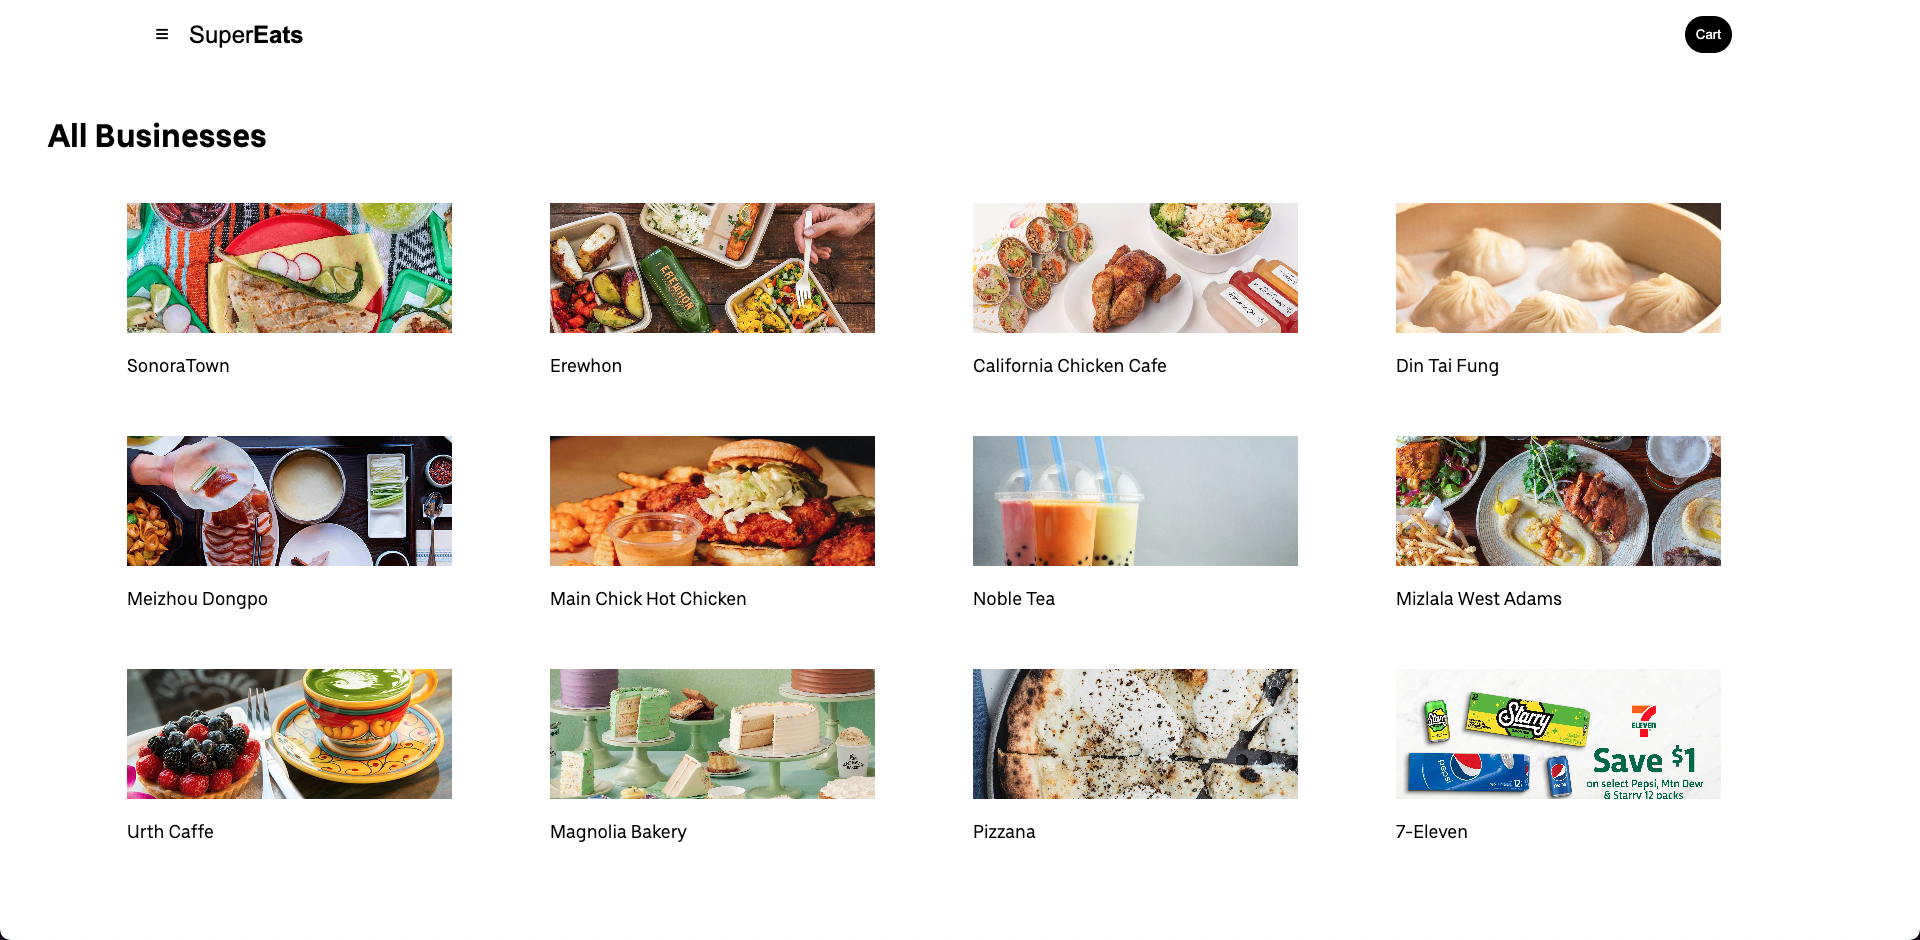 SuperEats
Cart
All Businesses
EREWHON
SonoraTown
Erewhon
California Chicken Cafe
Din Tai Fung
Meizhou Dongpo
Main Chick Hot Chicken
Noble Tea
Mizlala West Adams
Starry
Starry
ELEVEN
pepsi
Save $1
on select Pepsi, Mtn Dew
& Starry 12 packs
Urth Caffe
Magnolia Bakery
Pizzana
7-Eleven